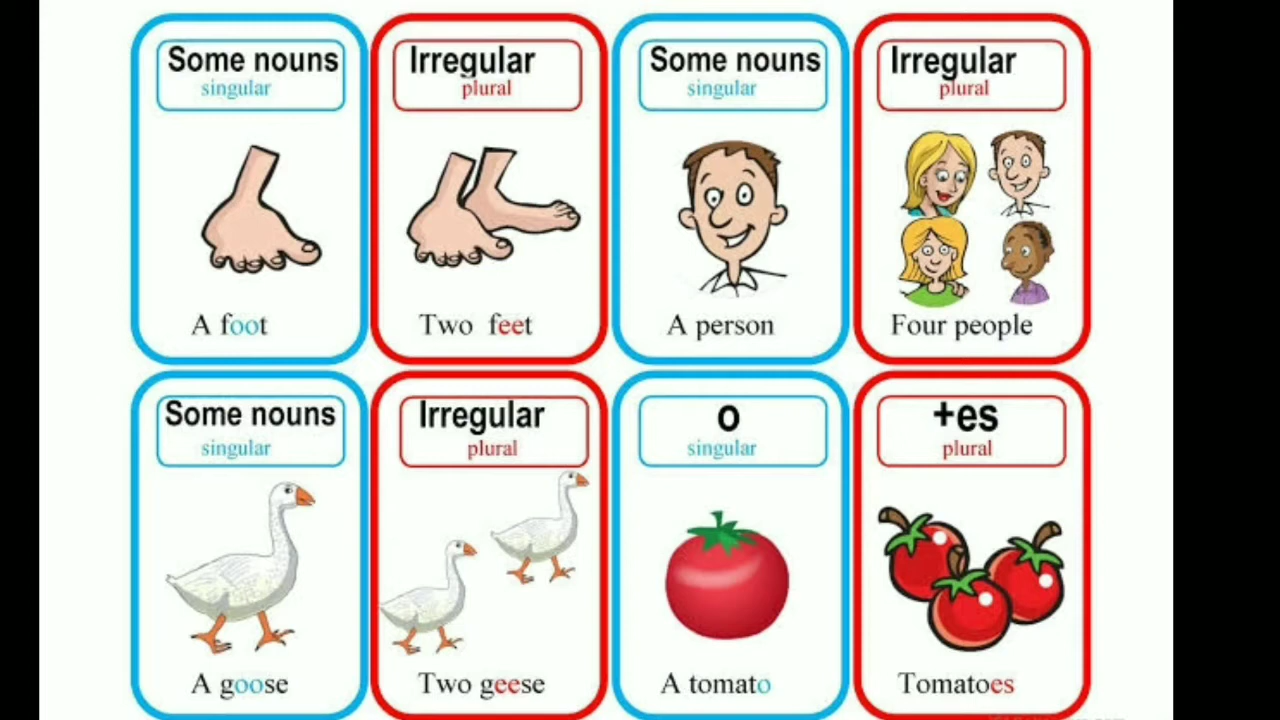 Some nouns
singular
A foot
Irregular
plural
Two feet
Some nouns
singular
A person
Irregular
plural
Four people
Some nouns
singular
A goose
Irregular
plural
Two geese
o
singular
A tomato
+es
plural
Tomatoes